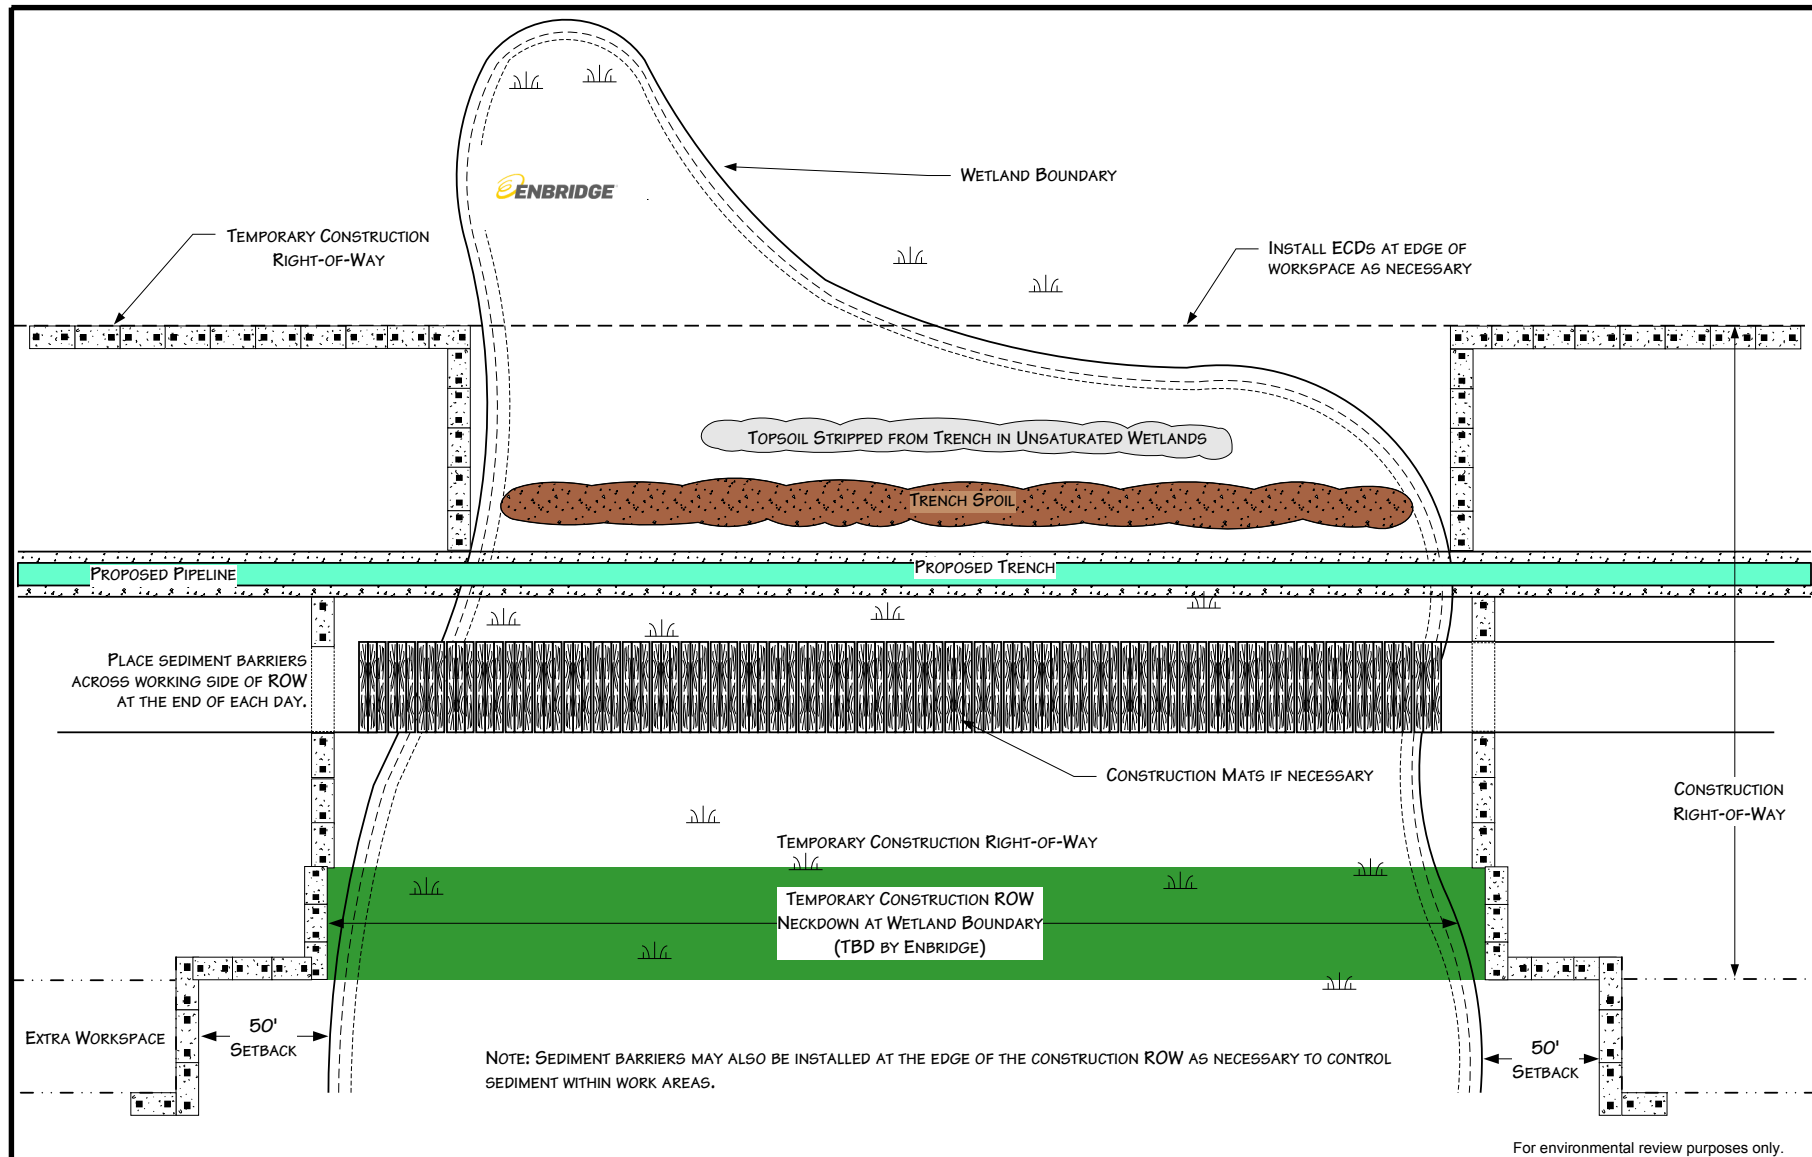 ENBRIDGE
WETLAND BOUNDARY
TEMPORARY CONSTRUCTION
RIGHT-OF-WAY
INSTALL ECDS AT EDGE OF
WORKSPACE AS NECESSARY
TOPSOIL STRIPPED FROM TRENCH IN UNSATURATED WETLANDS
TRENCH SPOIL
PROPOSED PIPELINE
PROPOSED TRENCH
PLACE SEDIMENT BARRIERS
ACROSS WORKING SIDE OF ROW
AT THE END OF EACH DAY.
CONSTRUCTION MATS IF NECESSARY
CONSTRUCTION
RIGHT-OF-WAY
TEMPORARY CONSTRUCTION RIGHT-OF-WAY
TEMPORARY CONSTRUCTION ROW
NECKDOWN AT WETLAND BOUNDARY
(TBD BY ENBRIDGE)
EXTRA WORKSPACE
50'
SETBACK
NOTE: SEDIMENT BARRIERS MAY ALSO BE INSTALLED AT THE EDGE OF THE CONSTRUCTION ROW AS NECESSARY TO CONTROL
SEDIMENT WITHIN WORK AREAS.
50'
SETBACK
For environmental review purposes only.